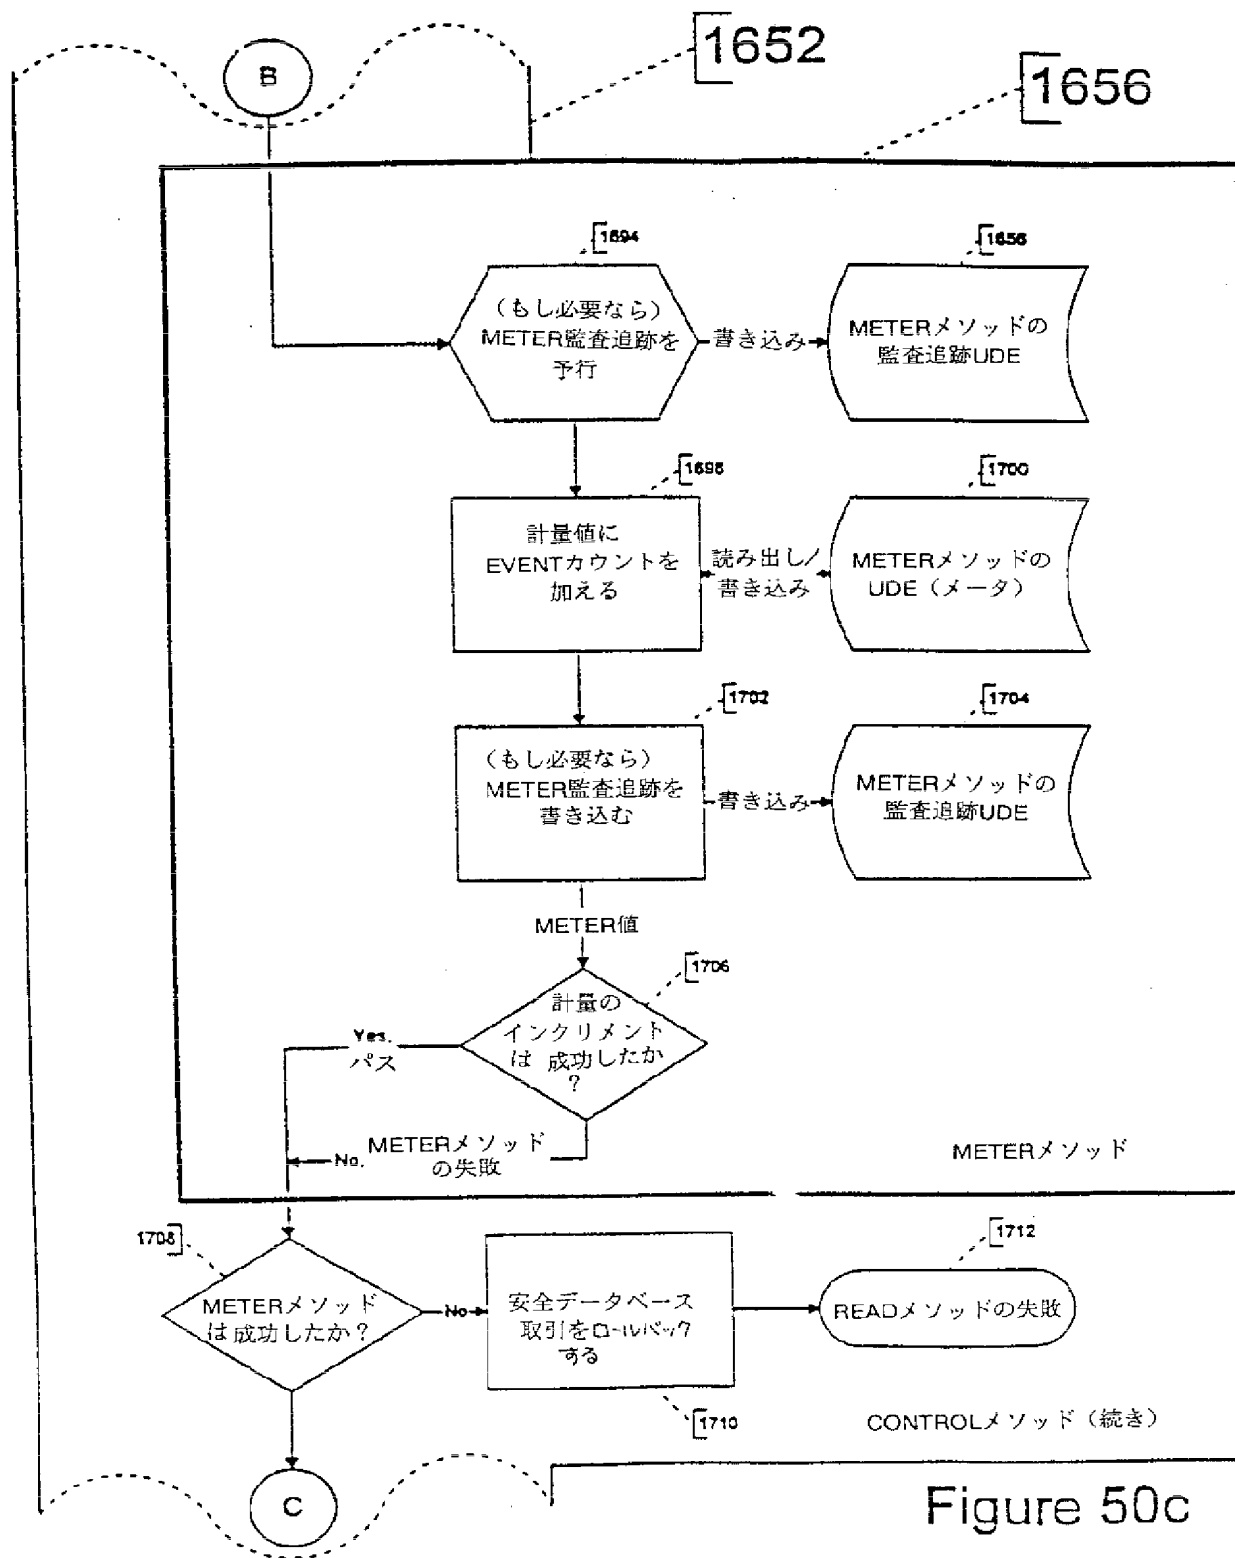 1652
1656
B
1694
1656
(もし必要なら)
METER監査追跡を
予行
書き込み
METERメソッドの
監査追跡UDE
1698
1700
計量値に
EVENTカウントを
加える
読み出し/
書き込み
METERメソッドの
UDE(メータ)
1702
1704
(もし必要なら)
METER監査追跡を
書き込む
書き込み
METERメソッドの
監査追跡UDE
METER値
1706
計量の
インクリメント
は 成功したか
?
Yes.
パス
No.
METERメソッド
の失敗
METERメソッド
1708
1712
METERメソッド
は 成功したか?
No
安全データベース
取引をロールバック
する
READメソッドの失敗
1710
CONTROLメソッド(続き)
C
Figure 50c